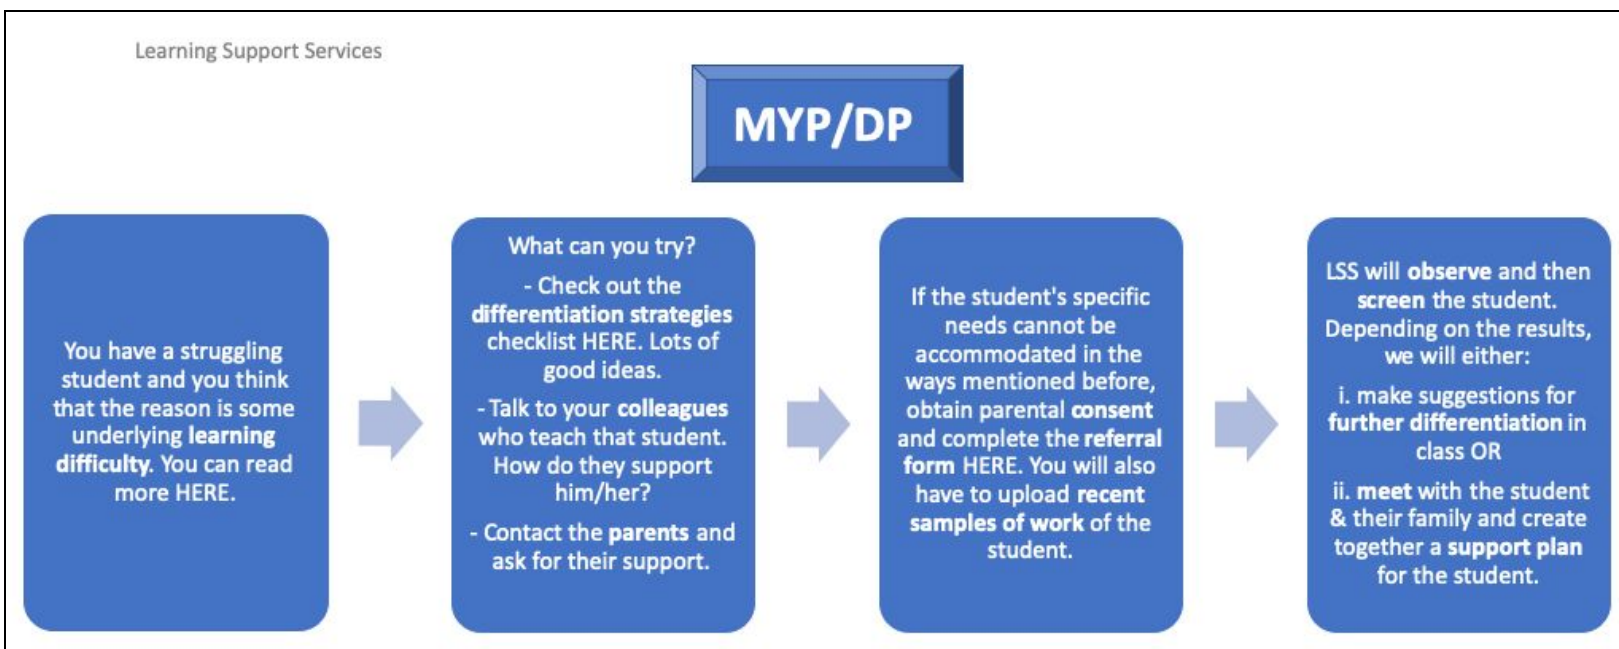 Learning Support Services
MYP/DP
You have a struggling
student and you think
that the reason is some
underlying learning
difficulty. You can read
more HERE.
What can you try?
- Check out the
differentiation strategies
checklist HERE. Lots of
good ideas.
- Talk to your colleagues
who teach that student.
How do they support
him/her?
- Contact the parents and
ask for their support.
If the student's specific
needs cannot be
accommodated in the
ways mentioned before,
obtain parental consent
and complete the referral
form HERE. You will also
have to upload recent
samples of work of the
student.
LSS will observe and then
screen the student.
Depending on the results,
we will either:
i. make suggestions for
further differentiation in
class OR
ii. meet with the student
& their family and create
together a support plan
for the student.